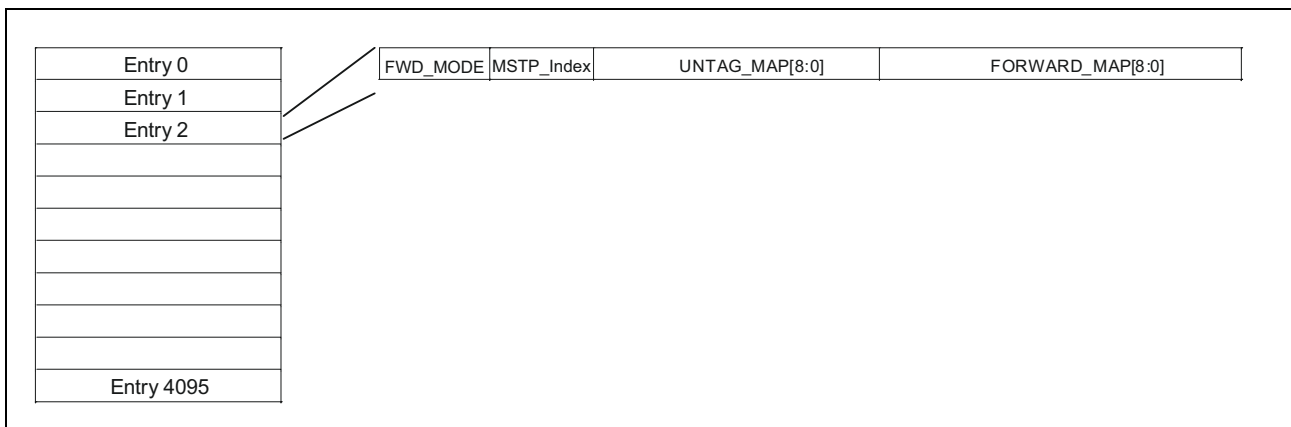 Entry 0
Entry 1
Entry 2
Entry 4095
FWD_MODE MSTP_Index UNTAG_MAP[8:0] FORWARD_MAP[8:0]